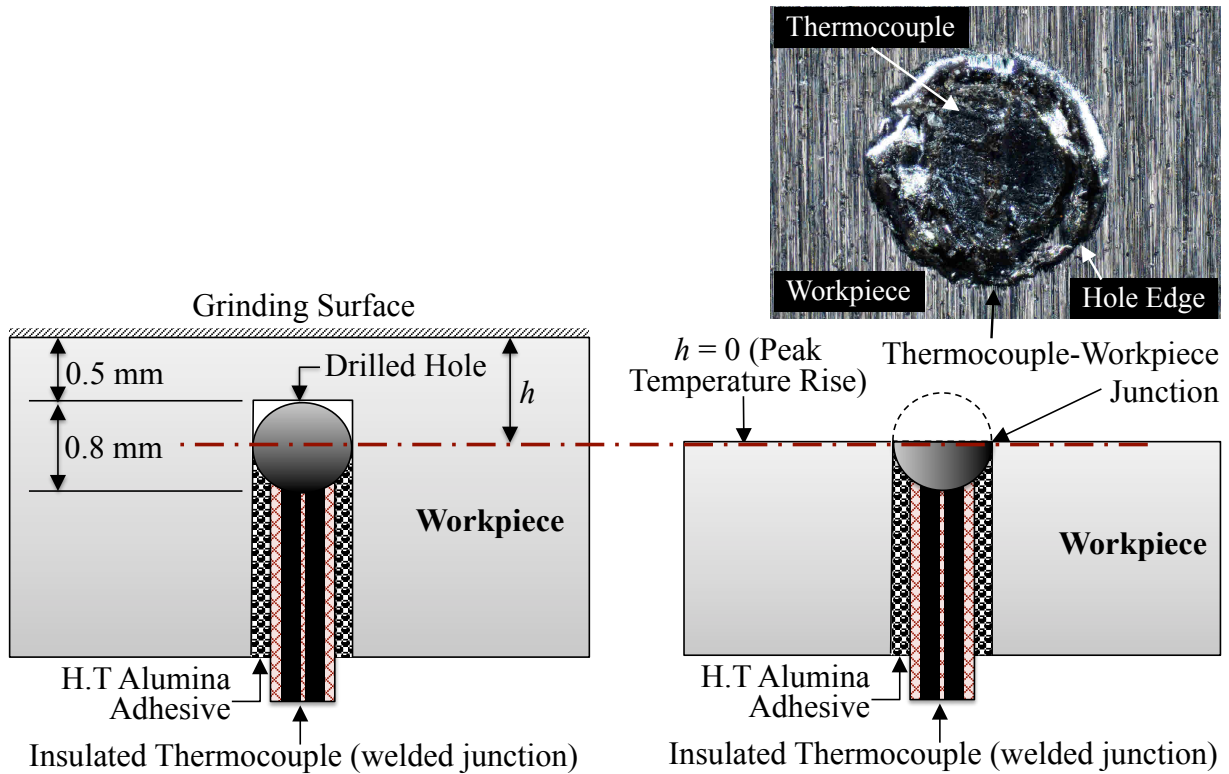 Thermocouple
Workpiece
Hole Edge
Thermocouple-Workpiece
Junction
Grinding Surface
0.5 mm
Drilled Hole
h
0.8 mm
Workpiece
H.T Alumina
Adhesive
Insulated Thermocouple (welded junction)
h = 0 (Peak
Temperature Rise)
Workpiece
H.T Alumina
Adhesive
Insulated Thermocouple (welded junction)